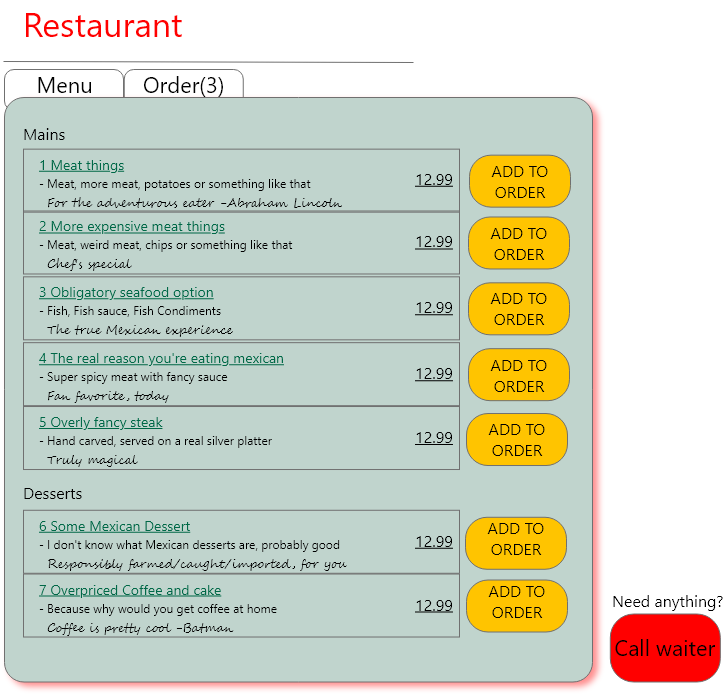 Restaurant
Menu
Order(3)
Mains
1 Meat things
- Meat, more meat, potatoes or something like that
For the adventurous eater -Abraham Lincoln
12.99
ADD TO
ORDER
2 More expensive meat things
- Meat, weird meat, chips or something like that
Chef's special
12.99
ADD TO
ORDER
3 Obligatory seafood option
- Fish, Fish sauce, Fish Condiments
The true Mexican experience
12.99
ADD TO
ORDER
4 The real reason you're eating mexican
- Super spicy meat with fancy sauce
Fan favorite, today
12.99
ADD TO
ORDER
5 Overly fancy steak
- Hand carved, served on a real silver platter
Truly magical
12.99
ADD TO
ORDER
Desserts
6 Some Mexican Dessert
- I don't know what Mexican desserts are, probably good
Responsibly farmed/caught/imported, for you
12.99
ADD TO
ORDER
7 Overpriced Coffee and cake
- Because why would you get coffee at home
Coffee is pretty cool -Batman
12.99
ADD TO
ORDER
Need anything?
Call waiter